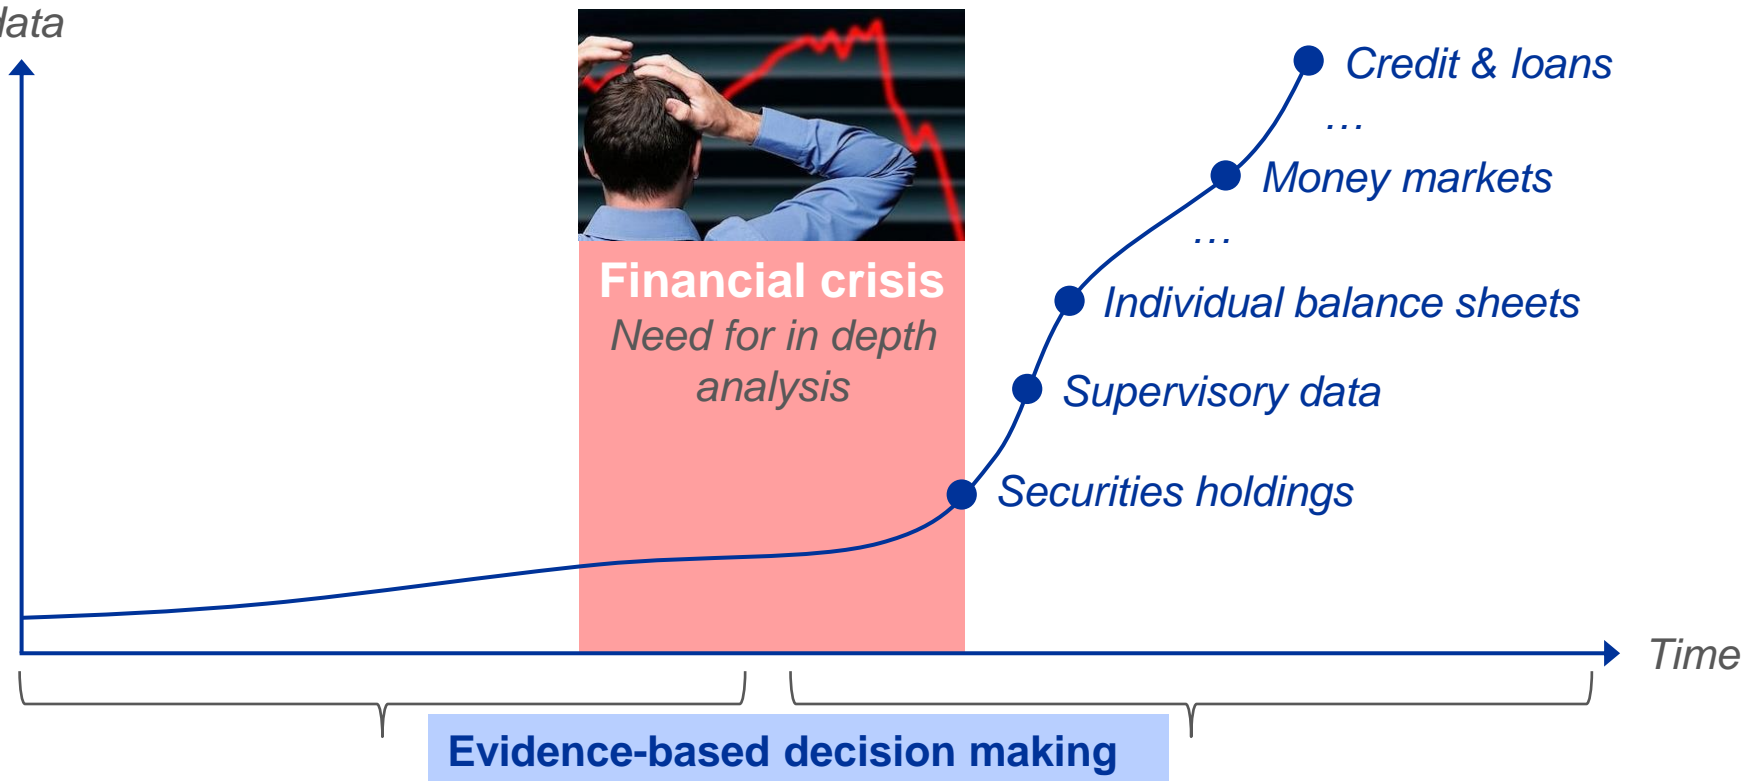 data
Credit & loans
...
Money markets
...
Financial crisis
Individual balance sheets
Need for in depth
analysis
Supervisory data
Securities holdings
Time
Evidence-based decision making